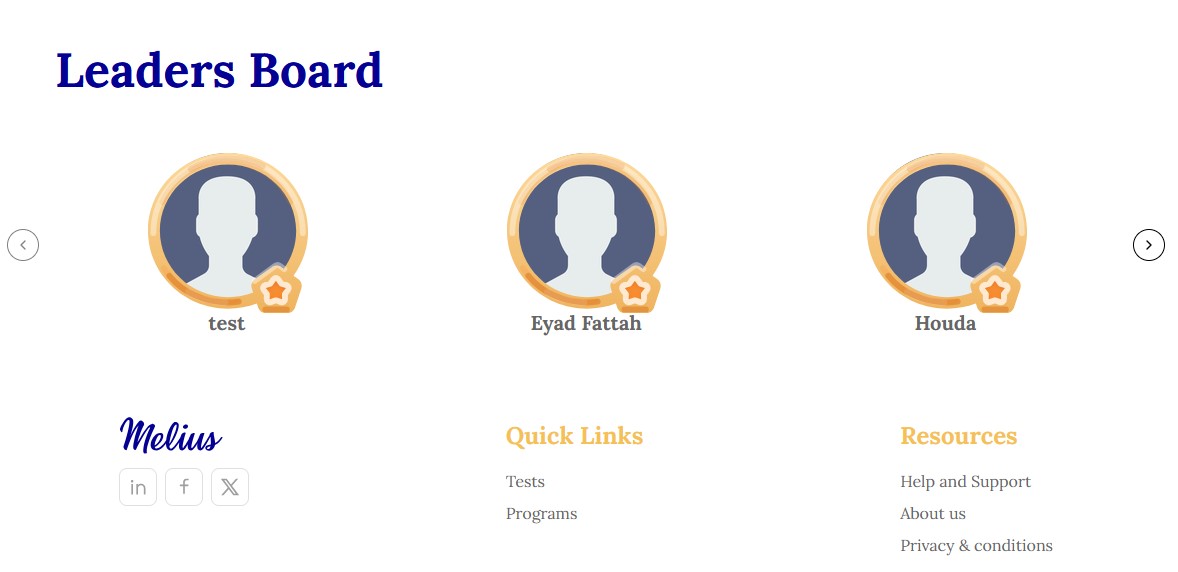 Leaders Board
test
Eyad Fattah
Houda
Melius
in f X
Quick Links
Tests
Programs
Resources
Help and Support
About us
Privacy & conditions